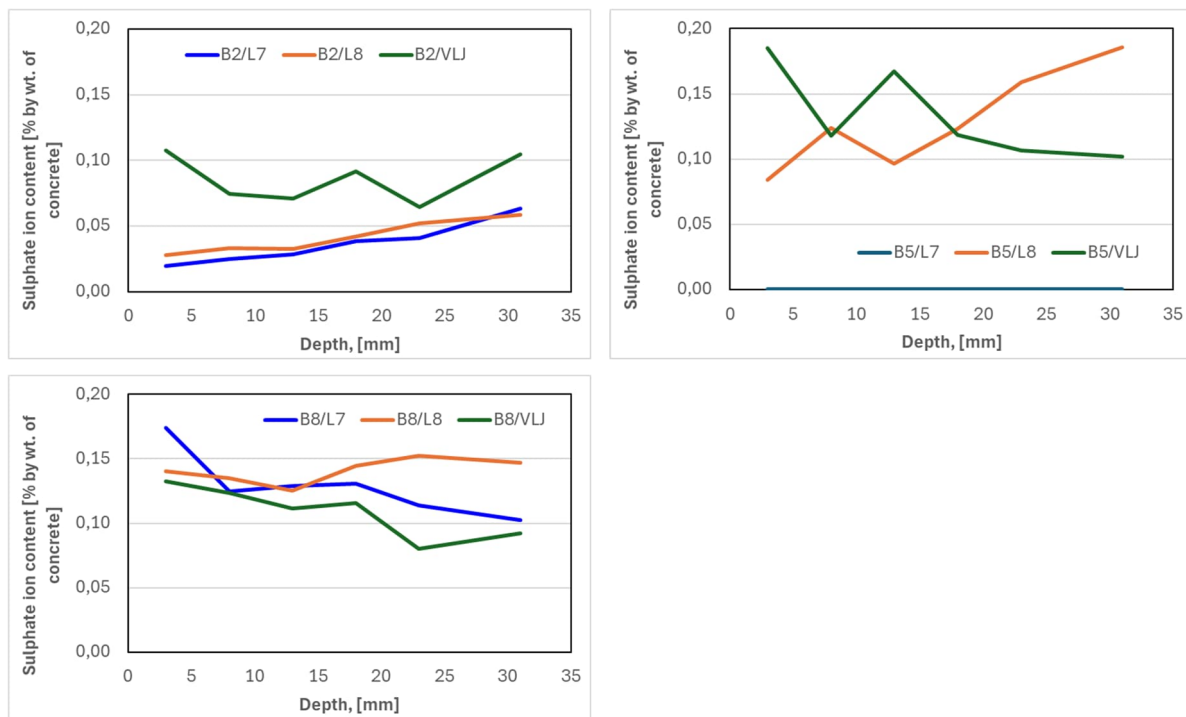 0,20
B2/L7 B2/L8 B2/VLJ
0,15
0,10
0,05
0,00
0 5 10 15 20 25 30 35
Depth, [mm]
Sulphate ion content [% by wt. of
concrete]
0,20
0,15
0,10
0,05
B5/L7 B5/L8 B5/VLJ
0,00
0 5 10 15 20 25 30 35
Depth, [mm]
Sulphate ion content [% by wt. of
concrete]
0,20
B8/L7 B8/L8 B8/VLJ
0,15
0,10
0,05
0,00
0 5 10 15 20 25 30 35
Depth, [mm]
Sulphate ion content [% by wt. of
concrete]